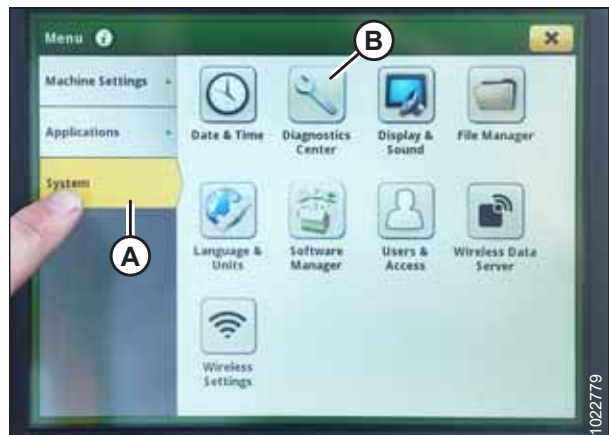 Menu i
Machine Settings
Applications
System
Date & Time
Diagnostics
Center
Display &
Sound
File Manager
Language &
Units
Software
Manager
Users &
Access
Wireless Data
Server
Wireless
Settings
A
B
1022779